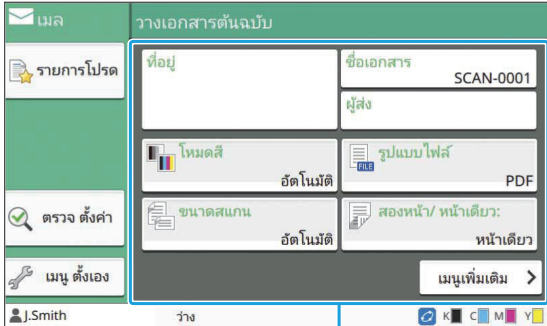 เมล
วางเอกสารต้นฉบับ
รายการโปรด
ที่อยู่
ชื่อเอกสาร
SCAN-0001
ผู้ส่ง
โหมดสี
อัตโนมัติ
รูปแบบไฟล์
FILE
PDF
ตรวจ ตั้งค่า
ขนาดสแกน
อัตโนมัติ
สองหน้า/ หน้าเดียว:
หน้าเดียว
เมนู ตั้งเอง
เมนูเพิ่มเติม
J.Smith
ว่าง
K C M Y